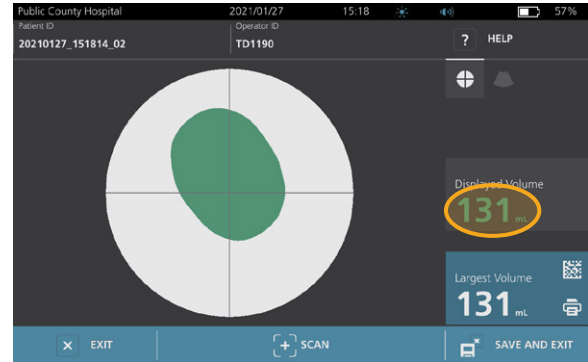 Public County Hospital 2021/01/27 15:18 57%
Patient ID Operator ID
20210127_151814_02 TD1190
? HELP
Displayed Volume
131 mL
Largest Volume
131 mL
X EXIT SCAN SAVE AND EXIT